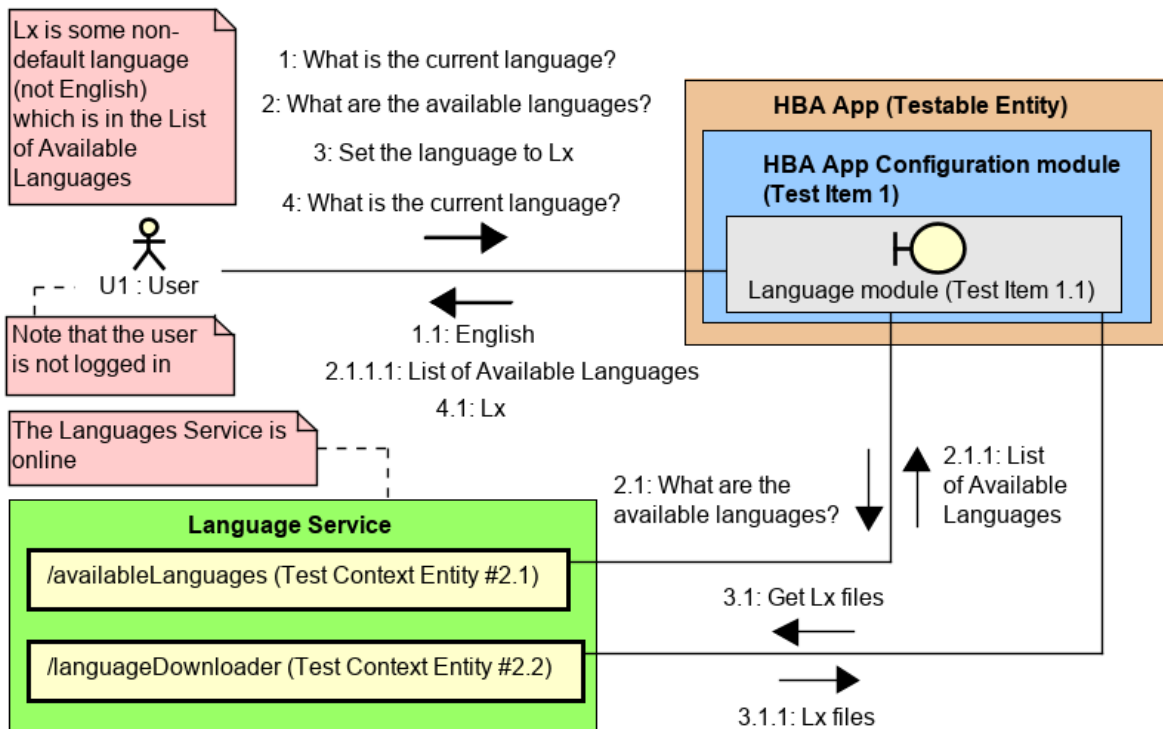 Lx is some non-
default language
(not English)
which is in the List
of Available
Languages
1: What is the current language?
2: What are the available languages?
3: Set the language to Lx
4: What is the current language?
HBA App (Testable Entity)
HBA App Configuration module
(Test Item 1)
Language module (Test Item 1.1)
U1 : User
Note that the user
is not logged in
1.1: English
2.1.1.1: List of Available Languages
4.1: Lx
The Languages Service is
online
2.1: What are the
available languages?
2.1.1: List
of Available
Languages
Language Service
/availableLanguages (Test Context Entity #2.1)
3.1: Get Lx files
/languageDownloader (Test Context Entity #2.2)
3.1.1: Lx files